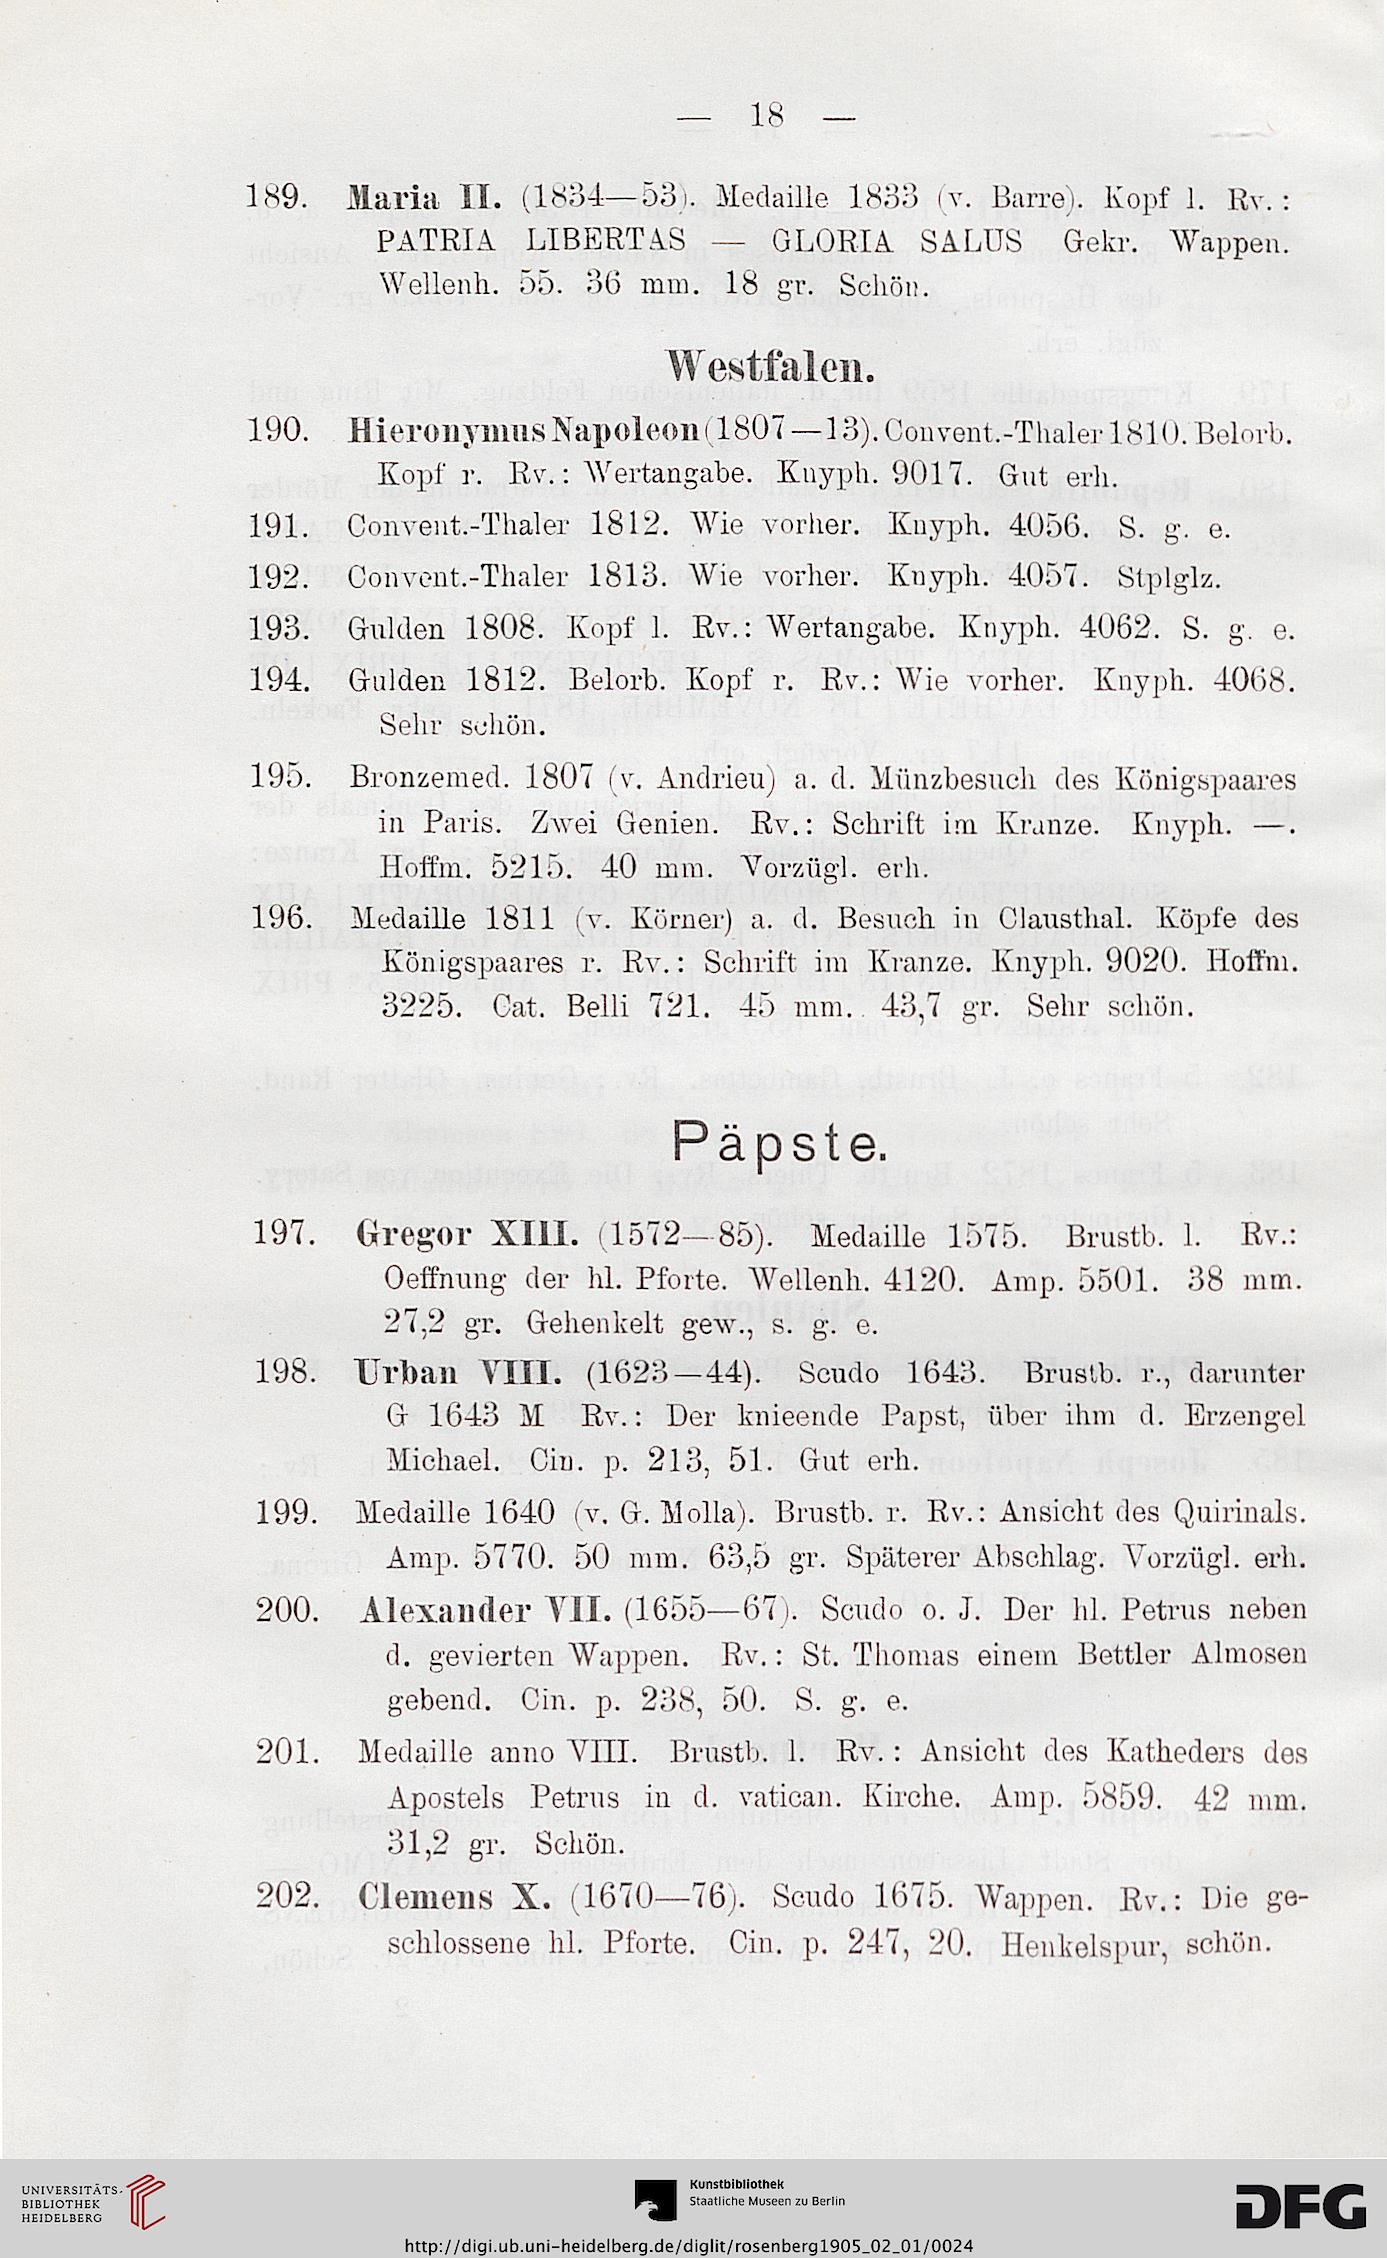 — 18 —
189. Maria II. (1834—53). Medaille 1833 (v. Barre). Kopf l. Rv.:
PATRIA LIBERTAS — GLORIA SALUS Gekr. Wappen.
Wellenh. 55. 36 mm. 18 gr. Schön.
Westfalen.
190. Hieronymus Napoleon (1807—13). Convent.-Thaler 1810. Belorb.
Kopf r. Rv.: Wertangabe. Knyph. 9017. Gut erh.
191. Convent.-Thaler 1812. Wie vorher. Knyph. 4056. S. g. e.
192. Convent.-Thaler 1813. Wie vorher. Knyph. 4057. Stplglz.
193. Gulden 1808. Kopf l. Rv.: Wertangabe. Knyph. 4062. S. g. e.
194. Gulden 1812. Belorb. Kopf r. Rv.: Wie vorher. Knyph. 4068.
Sehr schön.
195. Bronzemed. 1807 (v. Andrieu) a. d. Münzbesuch des Königspaares
in Paris. Zwei Genien. Rv.: Schrift im Kranze. Knyph. —.
Hoffm. 5215. 40 mm. Vorzügl. erh.
196. Medaille 1811 (v. Körner) a. d. Besuch in Clausthal. Köpfe des
Königspaares r. Rv.: Schrift im Kranze. Knyph. 9020. Hoffm.
3225. Cat. Belli 721. 45 mm. 43,7 gr. Sehr schön.
Päpste.
197. Gregor XIII. (1572—85). Medaille 1575. Brustb. l. Rv.:
Oeffnung der hl. Pforte. Wellenh. 4120. Amp. 5501. 38 mm.
27,2 gr. Gehenkelt gew., s. g. e.
198. Urban VIII. (1623—44). Scudo 1643. Brustb. r., darunter
G 1643 M Rv.: Der knieende Papst, über ihm d. Erzengel
Michael. Cin. p. 213, 51. Gut erh.
199. Medaille 1640 (v. G. Molla). Brustb. r. Rv.: Ansicht des Quirinals.
Amp. 5770. 50 mm. 63,5 gr. Späterer Abschlag. Vorzügl. erh.
200. Alexander VII. (1655—67). Scudo o. J. Der hl. Petrus neben
d. gevierten Wappen. Rv.: St. Thomas einem Bettler Almosen
gebend. Cin. p. 238, 50. S. g. e.
201. Medaille anno VIII. Brustb. l. Rv.: Ansicht des Katheders des
Apostels Petrus in d. vatican. Kirche. Amp. 5859. 42 mm.
31,2 gr. Schön.
202. Clemens X. (1670—76). Scudo 1675. Wappen. Rv.: Die ge-
schlossene hl. Pforte. Cin. p. 247, 20. Henkelspur, schön.
UNIVERSITÄTS-
BIBLIOTHEK
HEIDELBERG
Kunstbibliothek
Staatliche Museen zu Berlin
DFG
http://digi.ub.uni-heidelberg.de/diglit/rosenberg1905_02_01/0024